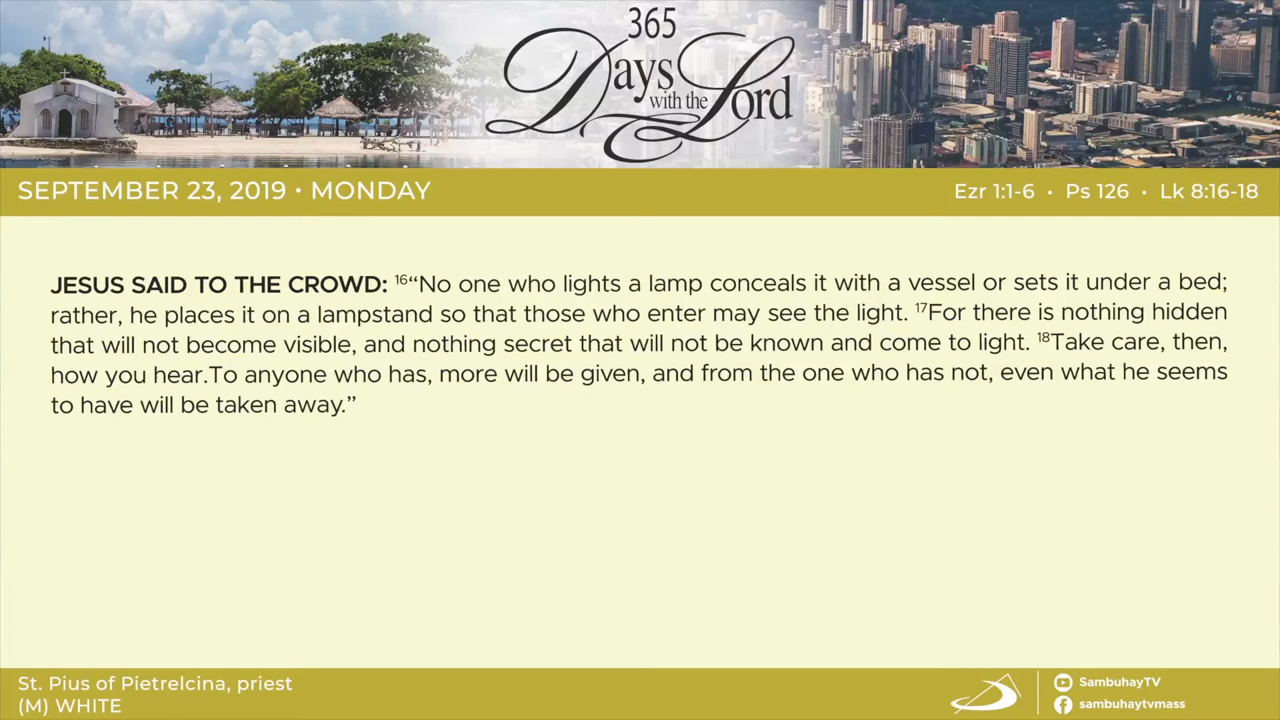 365
Days with the Lord
SEPTEMBER 23, 2019 • MONDAY
Ezr 1:1-6 • Ps 126 • Lk 8:16-18
JESUS SAID TO THE CROWD: ¹⁶“No one who lights a lamp conceals it with a vessel or sets it under a bed;
rather, he places it on a lampstand so that those who enter may see the light. ¹⁷For there is nothing hidden
that will not become visible, and nothing secret that will not be known and come to light. ¹⁸Take care, then,
how you hear.To anyone who has, more will be given, and from the one who has not, even what he seems
to have will be taken away.”
St. Pius of Pietrelcina, priest
(M) WHITE
SambuhayTV
sambuhaytvmass